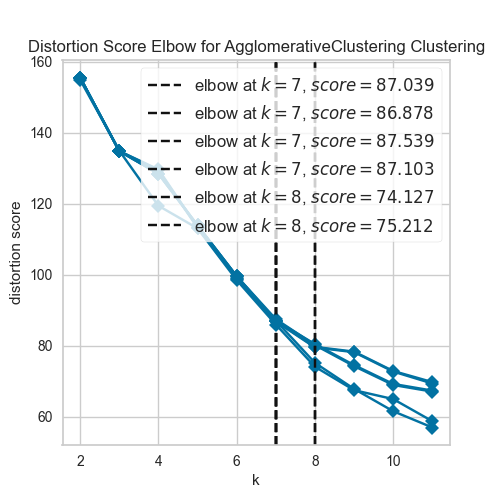 Distortion Score Elbow for AgglomerativeClustering Clustering
160
140
120
100
80
60
distortion score
elbow at k = 7, score = 87.039
elbow at k = 7, score = 86.878
elbow at k = 7, score = 87.539
elbow at k = 7, score = 87.103
elbow at k = 8, score = 74.127
elbow at k = 8, score = 75.212
2 4 6 8 10
k